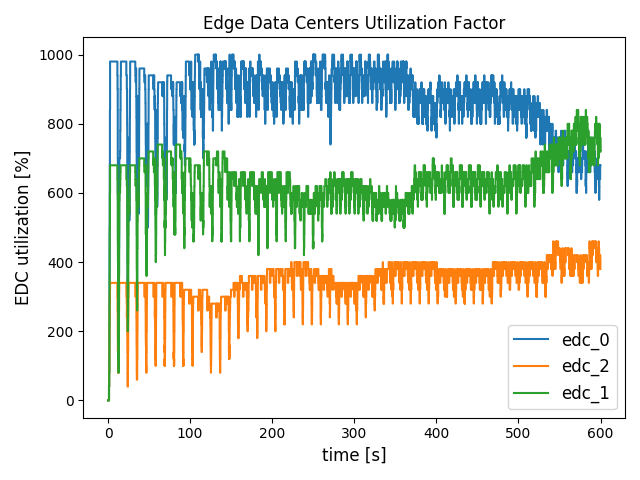 Edge Data Centers Utilization Factor
EDC utilization [%]
1000
800
600
400
200
0
0 100 200 300 400 500 600
time [s]
edc_0
edc_2
edc_1